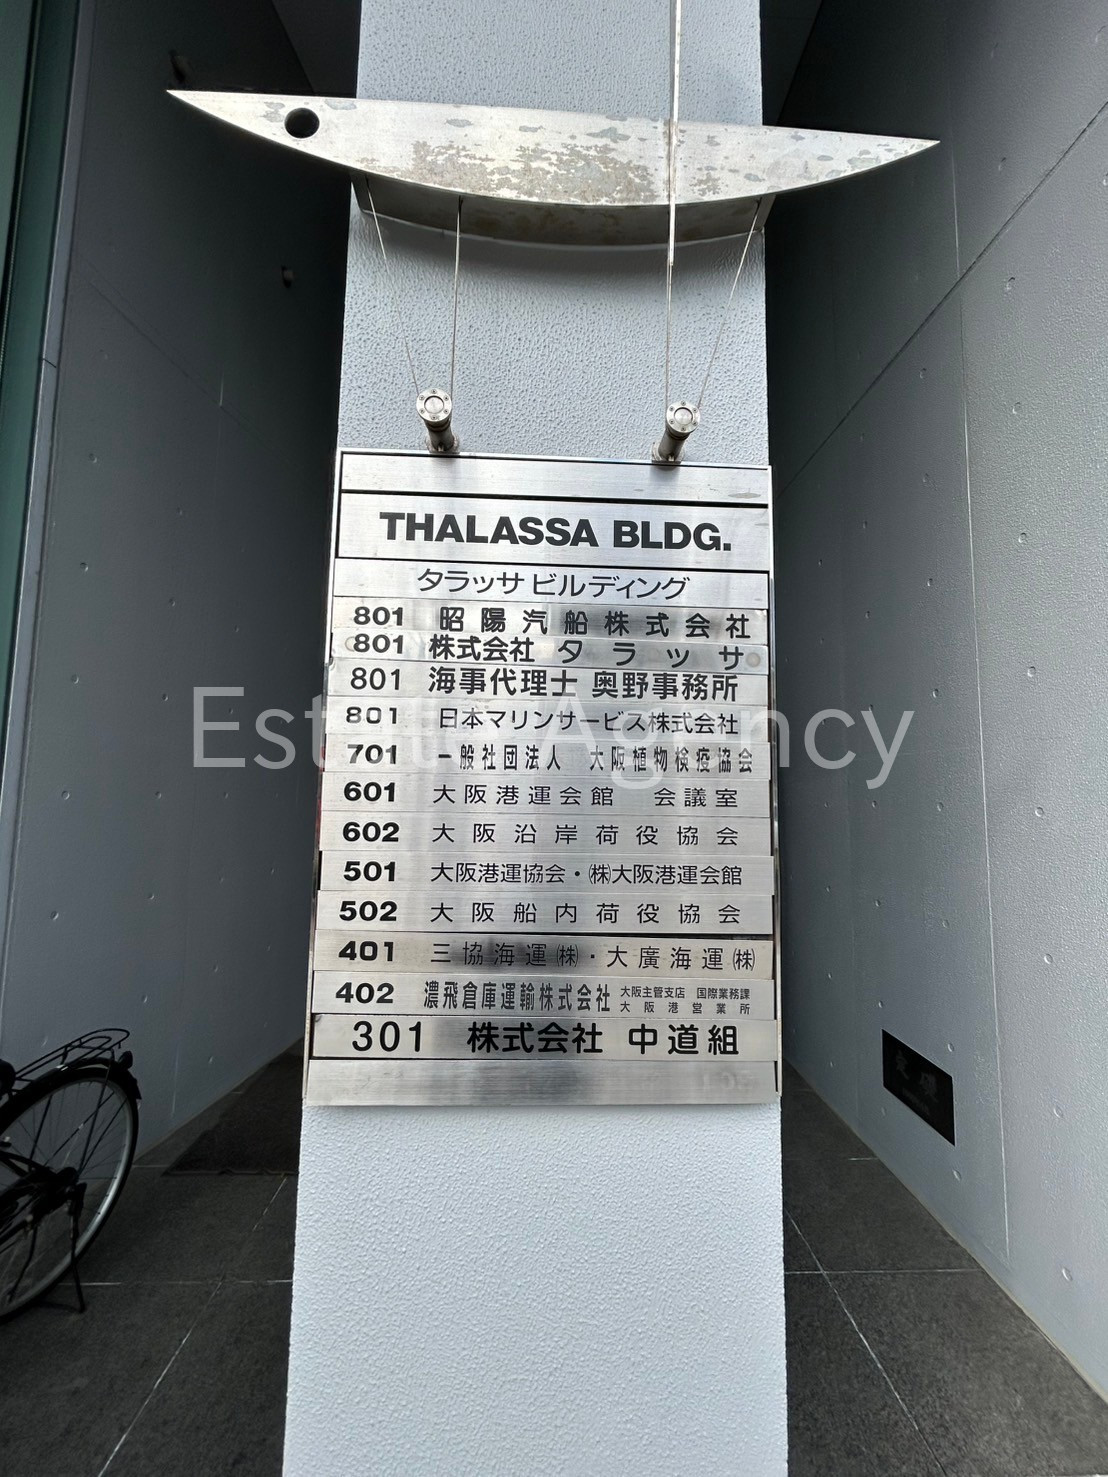 THALASSA BLDG.
タラッサ ビルディング
801 昭陽汽船株式会社
801 株式会社 タラッサ
801 海事代理士 奥野事務所
801 日本マリンサービス株式会社
Estate Agency
701 一般社団法人 大阪植物検疫協会
601 大阪港運会館 会議室
602 大阪沿岸荷役協会
501 大阪港運協会・㈱大阪港運会館
502 大阪船内荷役協会
401 三協海運㈱・大廣海運㈱
402 濃飛倉庫運輸株式会社 大阪主管支店 国際業務課
大阪港営業所
301 株式会社 中道組